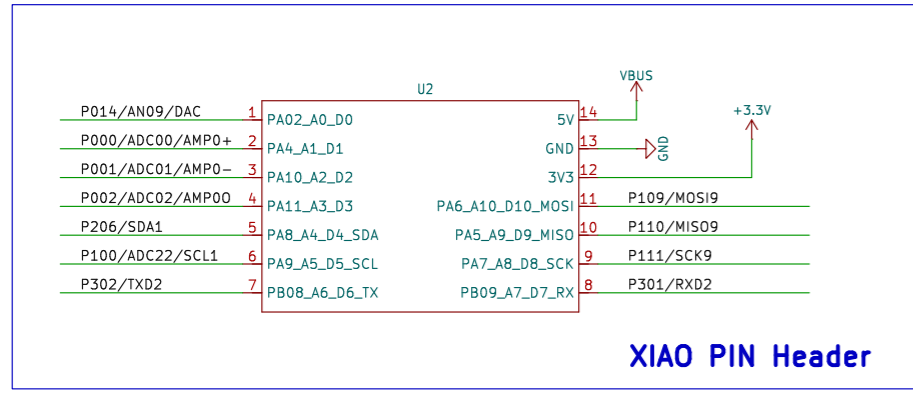 U2
VBUS
+3.3V
GND
P014/AN09/DAC 1 PA02_A0_D0 5V 14
P000/ADC00/AMP0+ 2 PA4_A1_D1 GND 13
P001/ADC01/AMP0- 3 PA10_A2_D2 3V3 12
P002/ADC02/AMP0O 4 PA11_A3_D3 PA6_A10_D10_MOSI 11 P109/MOSI9
P206/SDA1 5 PA8_A4_D4_SDA PA5_A9_D9_MISO 10 P110/MISO9
P100/ADC22/SCL1 6 PA9_A5_D5_SCL PA7_A8_D8_SCK 9 P111/SCK9
P302/TXD2 7 PB08_A6_D6_TX PB09_A7_D7_RX 8 P301/RXD2
XIAO PIN Header